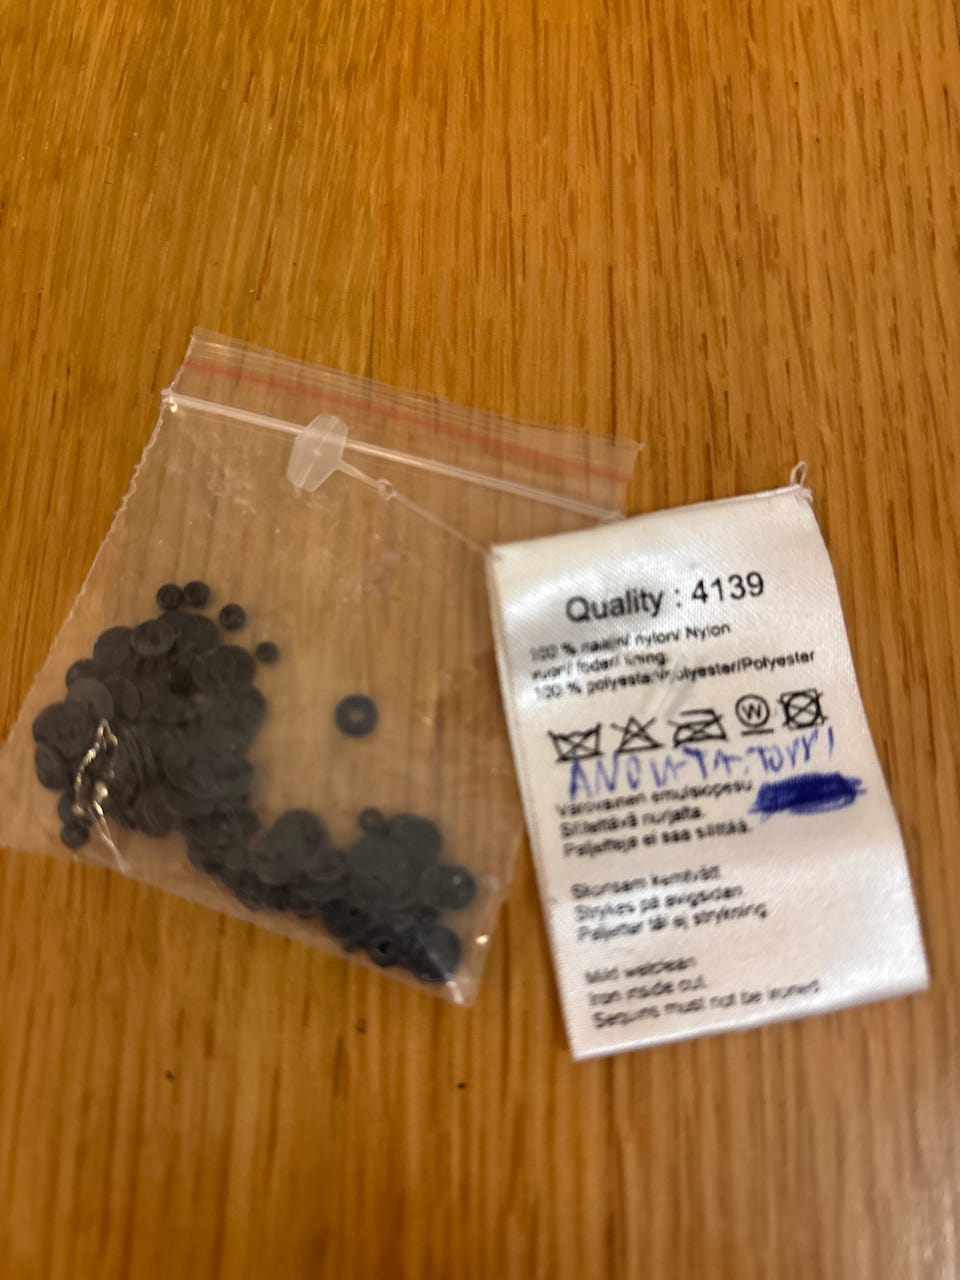 Quality : 4139
100 % nailon/ nylon/ Nylon
vuori/ foder/ lining.
100 % polyesteri/polyester/Polyester
W
Varovainen emulsiopesu
Silitettävä nurjalta.
Paljetteja ei saa silittää.
Skonsam kemtvätt
Strykes på avigsidan.
Paljetter tål ej strykning
Mild wetclean
Iron inside out.
Sequins must not be ironed